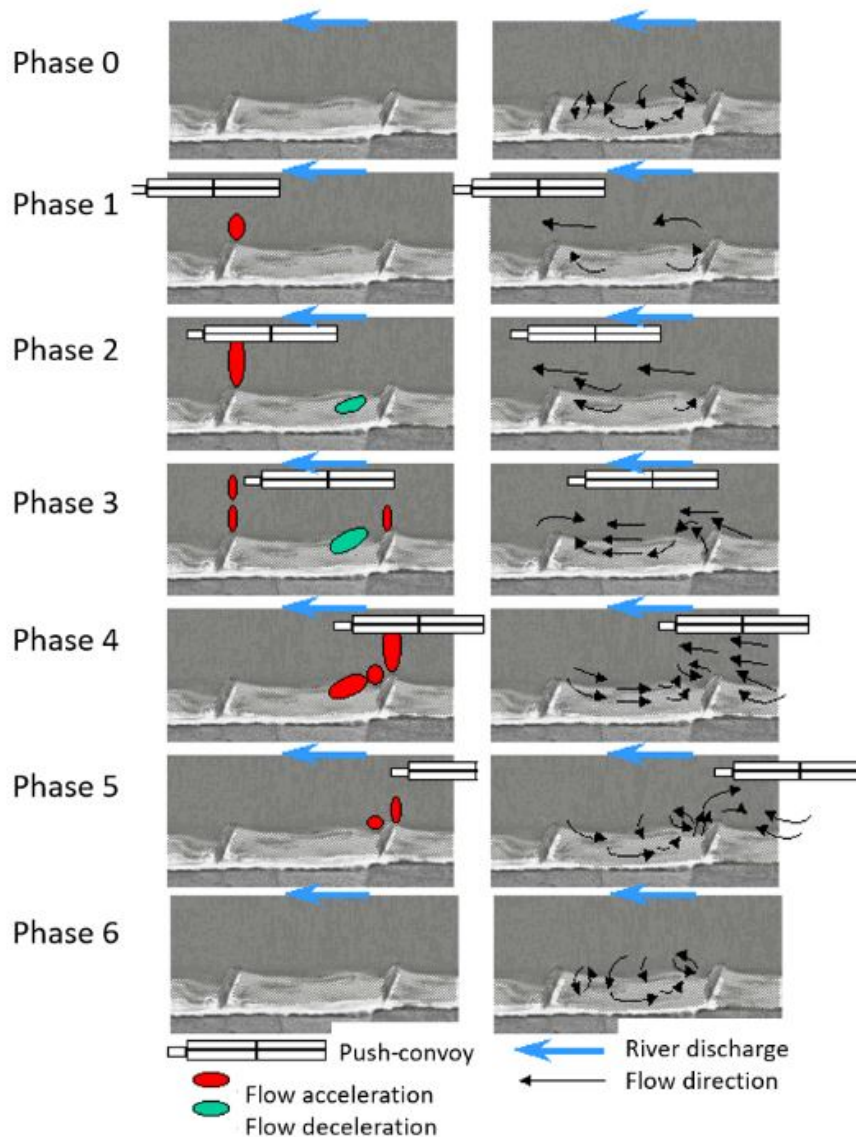 Phase 0
Phase 1
Phase 2
Phase 3
Phase 4
Phase 5
Phase 6
Push-convoy
River discharge
Flow acceleration
Flow direction
Flow deceleration